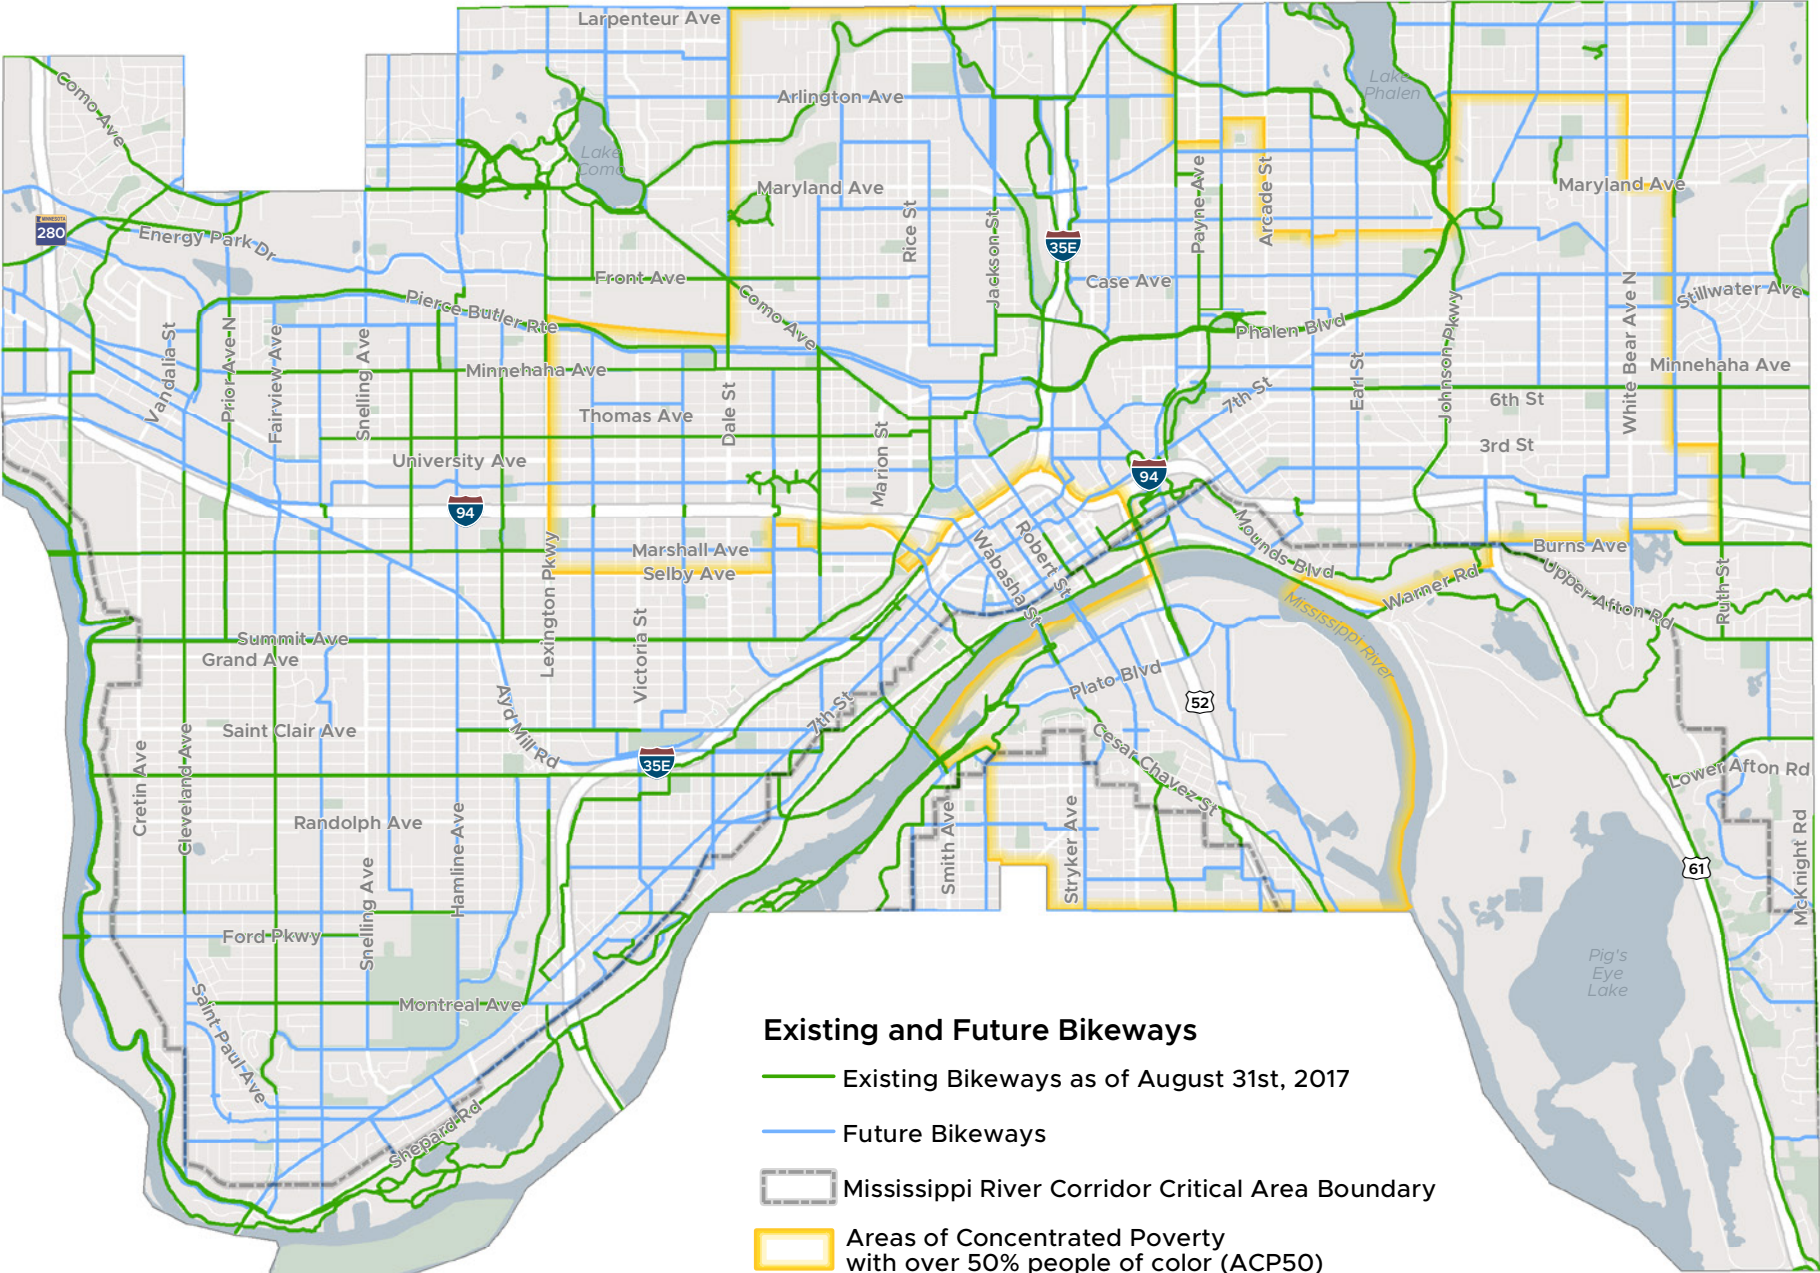 Larpenteur Ave
Como Ave
Lake
Phalen
Arlington Ave
Lake
Como
Maryland Ave
Maryland Ave
MINNESOTA
280
Energy Park Dr
Rice St
Jackson St
35E
Payne Ave
Arcade St
Front Ave
Case Ave
Stillwater Ave
Pierce Butler Rte
Como Ave
Phalen Blvd
Johnson Pkwy
White Bear Ave N
Vandalia St
Prior Ave N
Fairview Ave
Snelling Ave
Minnehaha Ave
Minnehaha Ave
Dale St
Earl St
7th St
6th St
Thomas Ave
Marion St
3rd St
University Ave
94
94
Lexington Pkwy
Marshall Ave
Selby Ave
Wabasha St
Robert St
Mounds Blvd
Burns Ave
Warner Rd
Upper Afton Rd
Ruth St
Mississippi River
Summit Ave
Grand Ave
Victoria St
Plato Blvd
52
Ayd Mill Rd
7th St
Saint Clair Ave
35E
Cesar Chavez St
Lower Afton Rd
Cretin Ave
Cleveland Ave
Randolph Ave
Hamline Ave
Snelling Ave
Smith Ave
Stryker Ave
61
McKnight Rd
Ford Pkwy
Pig's
Eye
Lake
Saint Paul Ave
Montreal Ave
Shepard Rd
Existing and Future Bikeways
Existing Bikeways as of August 31st, 2017
Future Bikeways
Mississippi River Corridor Critical Area Boundary
Areas of Concentrated Poverty
with over 50% people of color (ACP50)